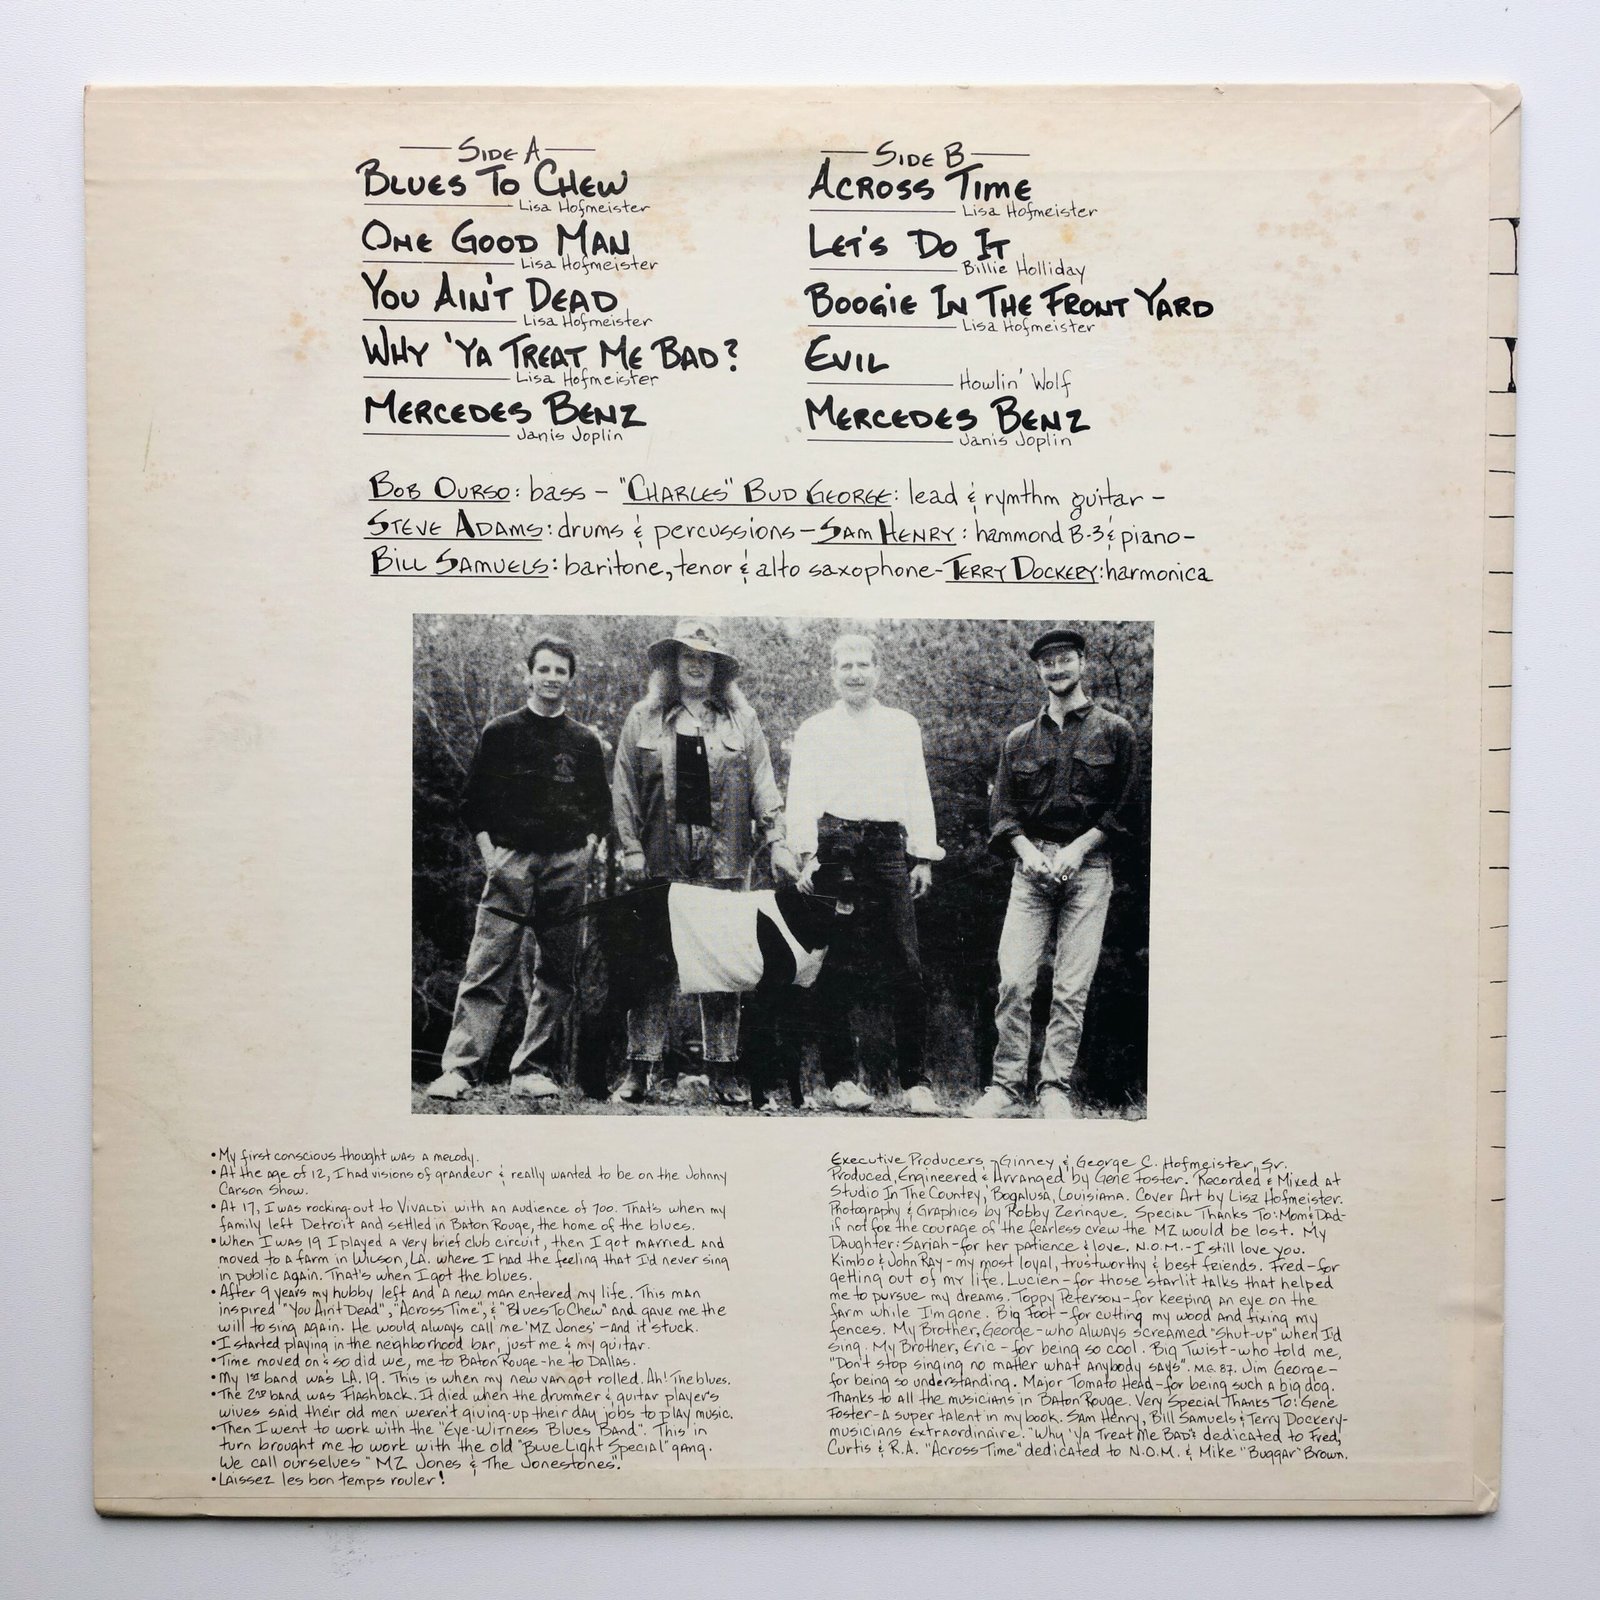 SIDE A
BLUES TO CHEW
Lisa Hofmeister
ONE GOOD MAN
Lisa Hofmeister
YOU AIN'T DEAD
Lisa Hofmeister
WHY 'YA TREAT ME BAD?
Lisa Hofmeister
MERCEDES BENZ
Janis Joplin
SIDE B
ACROSS TIME
Lisa Hofmeister
LET'S DO IT
Billie Holliday
BOOGIE IN THE FRONT YARD
Lisa Hofmeister
EVIL
Howlin' Wolf
MERCEDES BENZ
Janis Joplin
BOB OURSO: bass – "CHARLES" BUD GEORGE: lead & rymthm guitar –
STEVE ADAMS: drums & percussions – SAM HENRY: hammond B-3 & piano –
BILL SAMUELS: baritone, tenor & alto saxophone - TERRY DOCKERY: harmonica
• My first conscious thought was a melody.
• At the age of 12, I had visions of grandeur & really wanted to be on the Johnny
Carson Show.
• At 17, I was rocking-out to VIVALDI with an audience of 700. That's when my
family left Detroit and settled in Baton Rouge, the home of the blues.
• When I was 19 I played a very brief club circuit, then I got married and
moved to a farm in Wilson, LA. where I had the feeling that I'd never sing
in public again. That's when I got the blues.
• After 9 years my hubby left and a new man entered my life. This man
inspired "You Ain't Dead", "Across Time", & "Blues To Chew" and gave me the
will to sing again. He would always call me 'MZ Jones' – and it stuck.
• I started playing in the neighborhood bar, just me & my guitar.
• Time moved on & so did we, me to Baton Rouge - he to Dallas.
• My 1st band was LA. 19. This is when my new van got rolled. Ah! The blues.
• The 2nd band was Flashback. It died when the drummer & guitar player's
wives said their old men weren't giving-up their day jobs to play music.
• Then I went to work with the "Eye-Witness Blues Band". This in
turn brought me to work with the old "Blue Light Special" gang.
We call ourselves "MZ Jones & The Jonestones".
• Laissez les bon temps rouler!
Executive Producers - Ginney & George C. Hofmeister, Sr.
Produced, Engineered & Arranged by Gene Foster. Recorded & Mixed at
Studio In The Country, Bogalusa, Louisiana. Cover Art by Lisa Hofmeister.
Photography & Graphics by Robby Zeringue. Special Thanks To: Mom & Dad-
if not for the courage of the fearless crew the MZ would be lost. My
Daughter: Sariah - for her patience & love. N.O.M. - I still love you.
Kimbo & John Ray - my most loyal, trustworthy & best friends. Fred - for
getting out of my life. Lucien - for those starlit talks that helped
me to pursue my dreams. Toppy Peterson - for keeping an eye on the
farm while I'm gone. Big Foot - for cutting my wood and fixing my
fences. My Brother, George - who always screamed "Shut-up" when I'd
sing. My Brother, Eric - for being so cool. Big Twist - who told me,
"Don't stop singing no matter what anybody says". M.G. 87. Jim George -
for being so understanding. Major Tomato Head - for being such a big dog.
Thanks to all the musicians in Baton Rouge. Very Special Thanks To: Gene
Foster - a super talent in my book. Sam Henry, Bill Samuels & Terry Dockery -
musicians extraordinaire. "Why 'Ya Treat Me Bad" dedicated to Fred,
Curtis & R.A. "Across Time" dedicated to N.O.M. & Mike "Buggar" Brown.